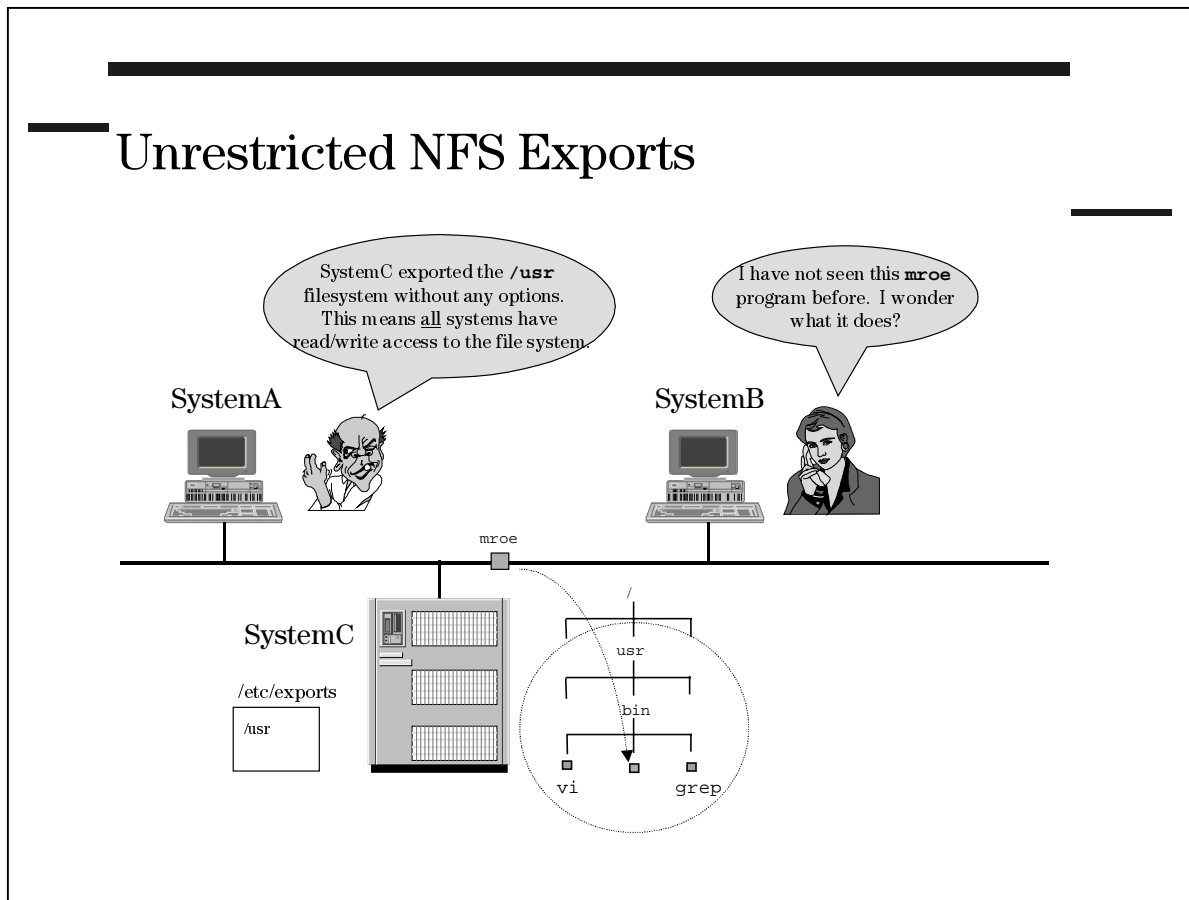 Unrestricted NFS Exports
SystemC exported the /usr
filesystem without any options.
This means all systems have
read/write access to the file system.
I have not seen this mroe
program before.  I wonder
what it does?
SystemA
SystemB
mroe
SystemC
/etc/exports
/usr
/
usr
bin
vi
grep